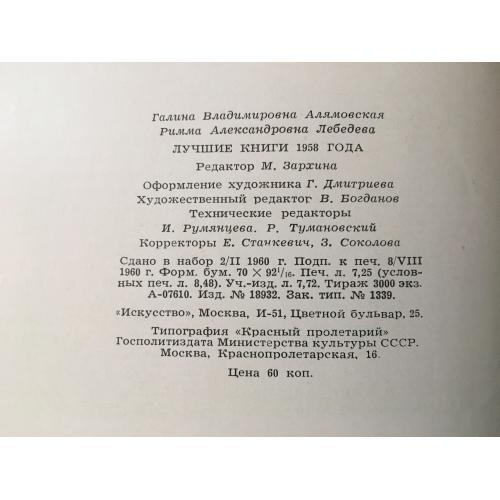 Галина Владимировна Алямовская
Римма Александровна Лебедева
ЛУЧШИЕ КНИГИ 1958 ГОДА
Редактор М. Зархина
Оформление художника Г. Дмитриева
Художественный редактор В. Богданов
Технические редакторы
И. Румянцева. Р. Тумановский
Корректоры Е. Станкевич, З. Соколова
Сдано в набор 2/II 1960 г. Подп. к печ. 8/VIII
1960 г. Форм. бум. 70 × 92¹/₁₆. Печ. л. 7,25 (услов-
ных печ. л. 8,48). Уч.-изд. л. 7,72. Тираж 3000 экз.
А-07610. Изд. № 18932. Зак. тип. № 1339.
«Искусство», Москва, И-51, Цветной бульвар, 25.
Типография «Красный пролетарий»
Госполитиздата Министерства культуры СССР.
Москва, Краснопролетарская, 16.
Цена 60 коп.